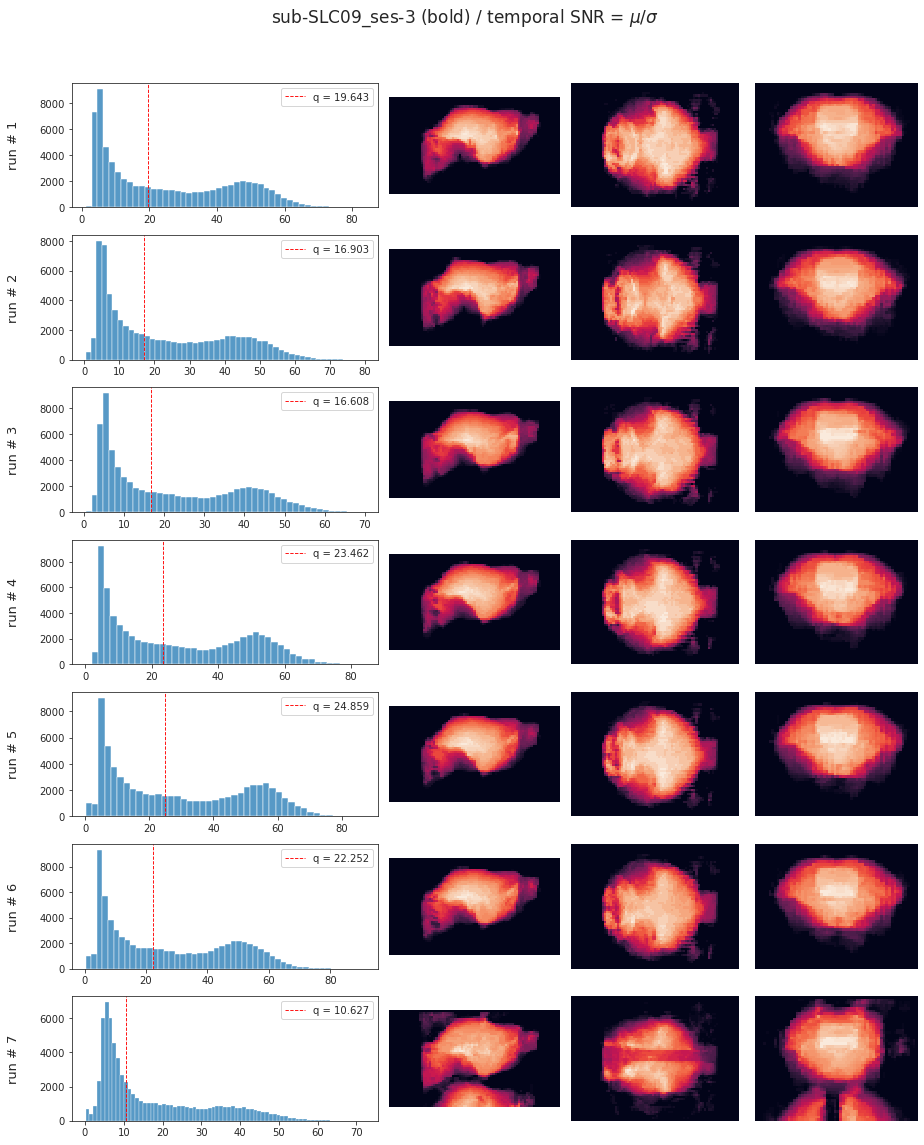 sub-SLC09_ses-3 (bold) / temporal SNR = μ/σ
run # 1
8000
6000
4000
2000
0
q = 19.643
0 20 40 60 80
run # 2
8000
6000
4000
2000
0
q = 16.903
0 10 20 30 40 50 60 70 80
run # 3
8000
6000
4000
2000
0
q = 16.608
0 10 20 30 40 50 60 70
run # 4
8000
6000
4000
2000
0
q = 23.462
0 20 40 60 80
run # 5
8000
6000
4000
2000
0
q = 24.859
0 20 40 60 80
run # 6
8000
6000
4000
2000
0
q = 22.252
0 20 40 60 80
run # 7
6000
4000
2000
0
q = 10.627
0 10 20 30 40 50 60 70